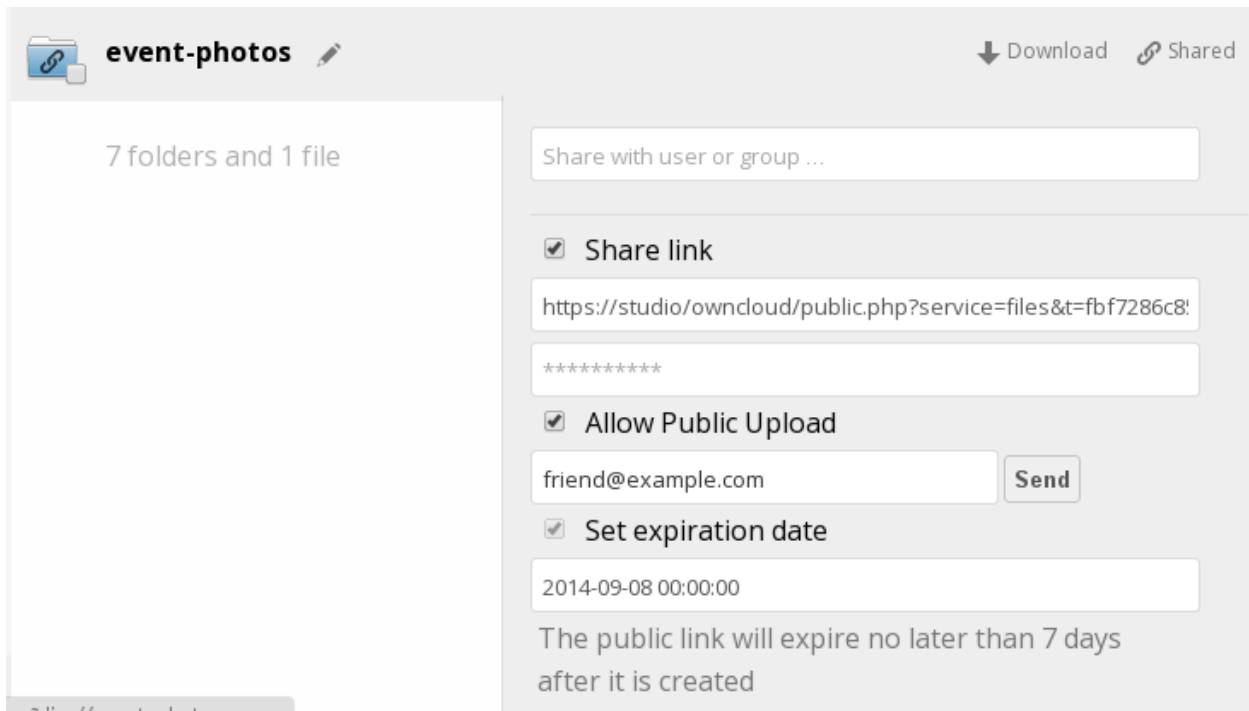 event-photos
Download
Shared
7 folders and 1 file
Share with user or group ...
Share link
https://studio/owncloud/public.php?service=files&t=fbf7286c8
**********
Allow Public Upload
friend@example.com
Send
Set expiration date
2014-09-08 00:00:00
The public link will expire no later than 7 days
after it is created